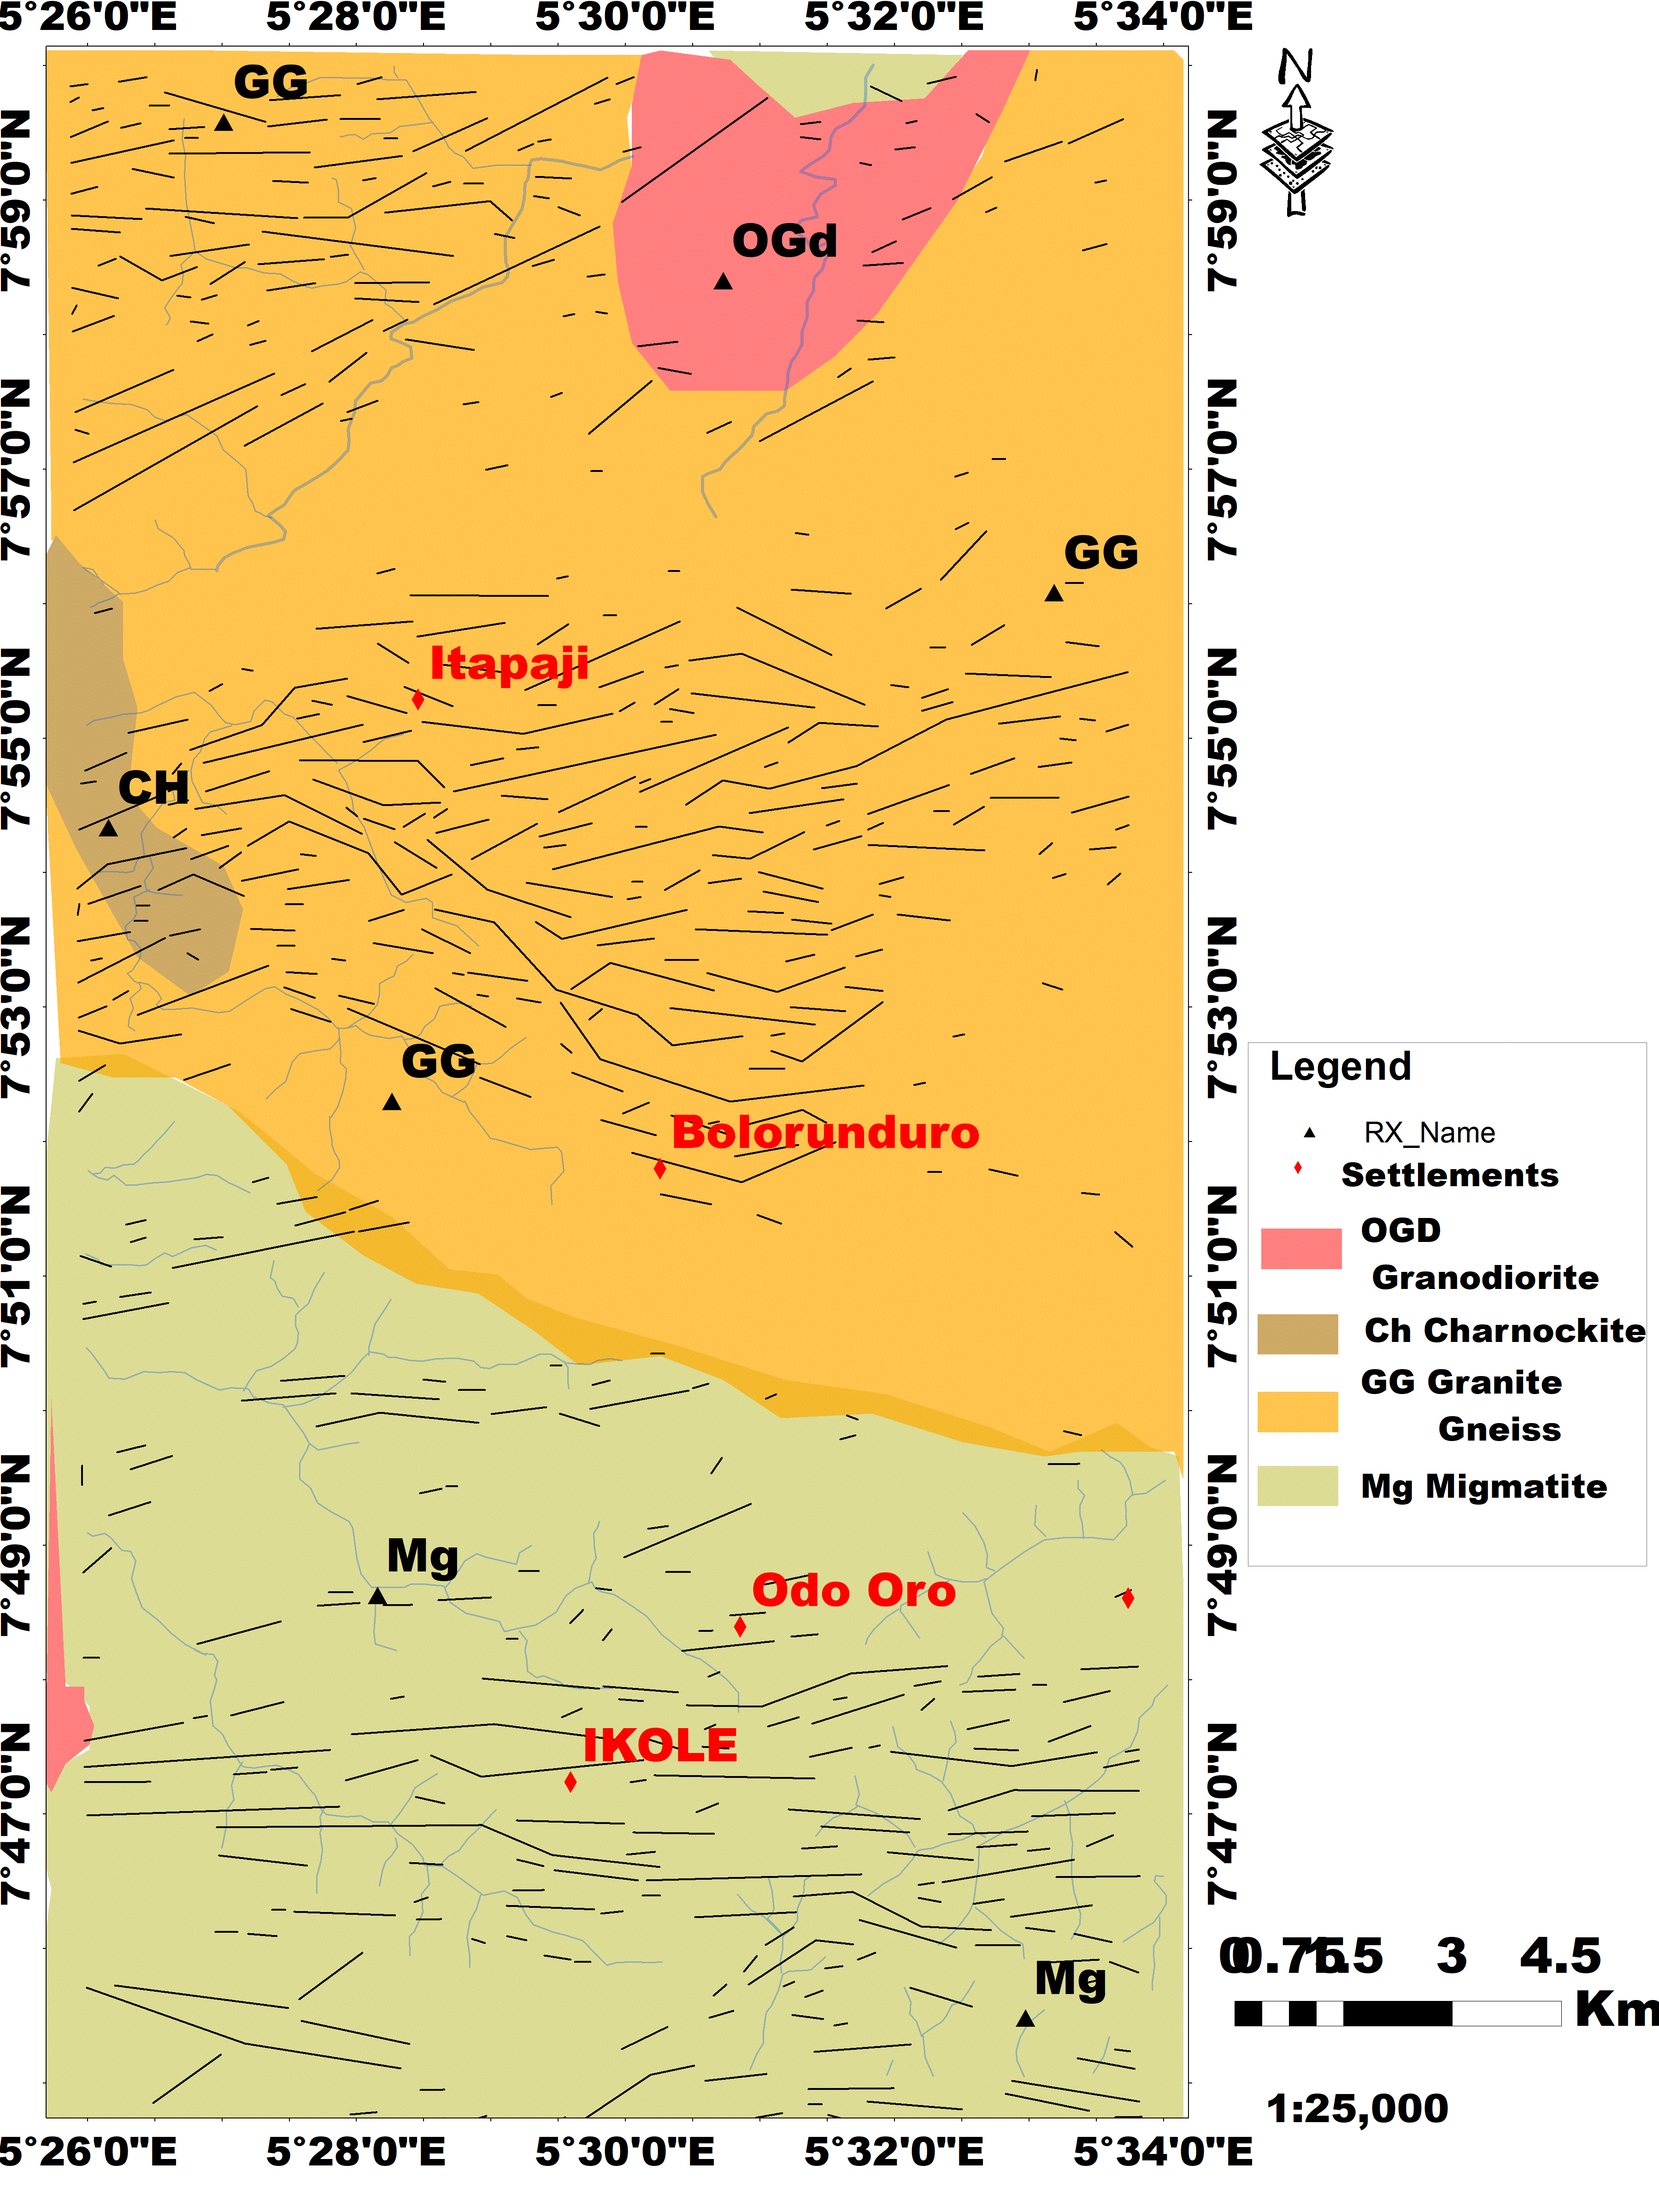 5°26'0"E 5°28'0"E 5°30'0"E 5°32'0"E 5°34'0"E
N
GG
7°59'0"N
7°59'0"N
OGd
7°57'0"N
7°57'0"N
GG
Itapaji
7°55'0"N
7°55'0"N
CH
7°53'0"N
7°53'0"N
GG
Bolorunduro
Legend
RX_Name
Settlements
OGD
Granodiorite
Ch Charnockite
GG Granite
Gneiss
Mg Migmatite
7°51'0"N
7°51'0"N
7°49'0"N
7°49'0"N
Mg
Odo Oro
IKOLE
7°47'0"N
7°47'0"N
Mg
0 0.75 1.5 3 4.5
Km
1:25,000
5°26'0"E 5°28'0"E 5°30'0"E 5°32'0"E 5°34'0"E